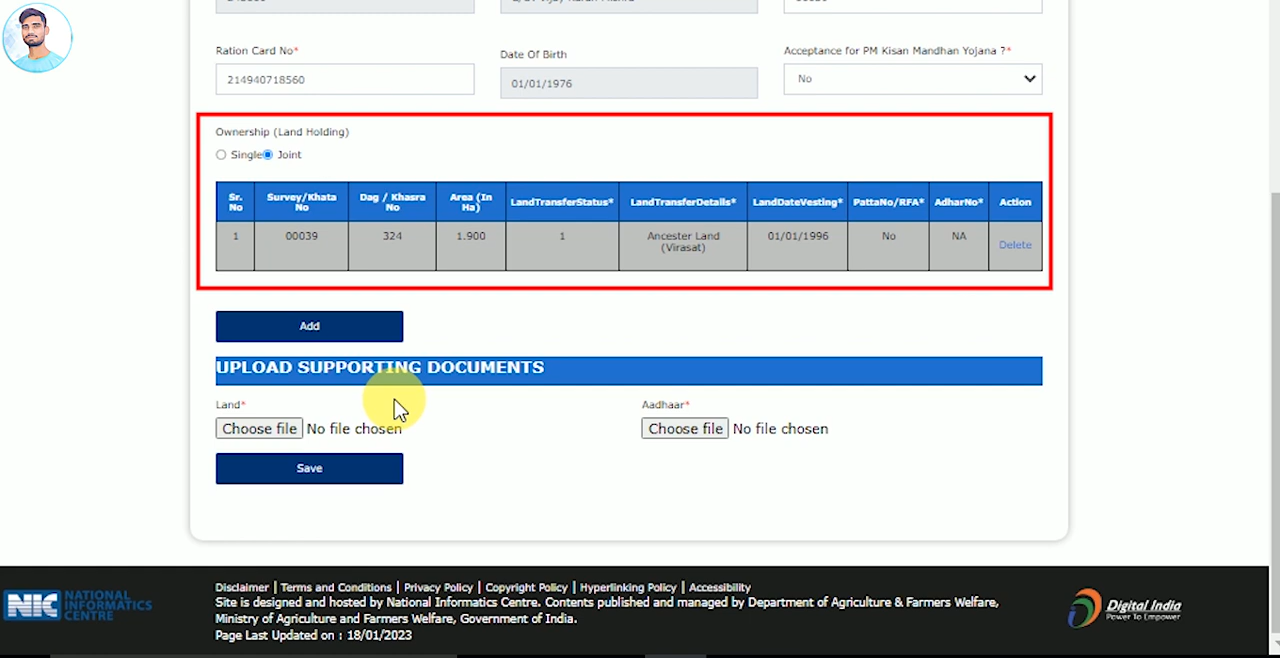 Ration Card No*
Date Of Birth
Acceptance for PM Kisan Mandhan Yojana ?*
214940718560
01/01/1976
No
Ownership (Land Holding)
Single Joint
Sr. No
Survey/Khata No
Dag / Khasra No
Area (In Ha)
LandTransferStatus*
LandTransferDetails*
LandDateVesting*
PattaNo/RFA*
AdharNo*
Action
1
00039
324
1.900
1
Ancester Land (Virasat)
01/01/1996
No
NA
Delete
Add
UPLOAD SUPPORTING DOCUMENTS
Land*
Aadhaar*
Choose file No file chosen
Choose file No file chosen
Save
Disclaimer | Terms and Conditions | Privacy Policy | Copyright Policy | Hyperlinking Policy | Accessibility
Site is designed and hosted by National Informatics Centre. Contents published and managed by Department of Agriculture & Farmers Welfare,
Ministry of Agriculture and Farmers Welfare, Government of India.
Page Last Updated on : 18/01/2023
NIC NATIONAL
INFORMATICS
CENTRE
Digital India
Power To Empower